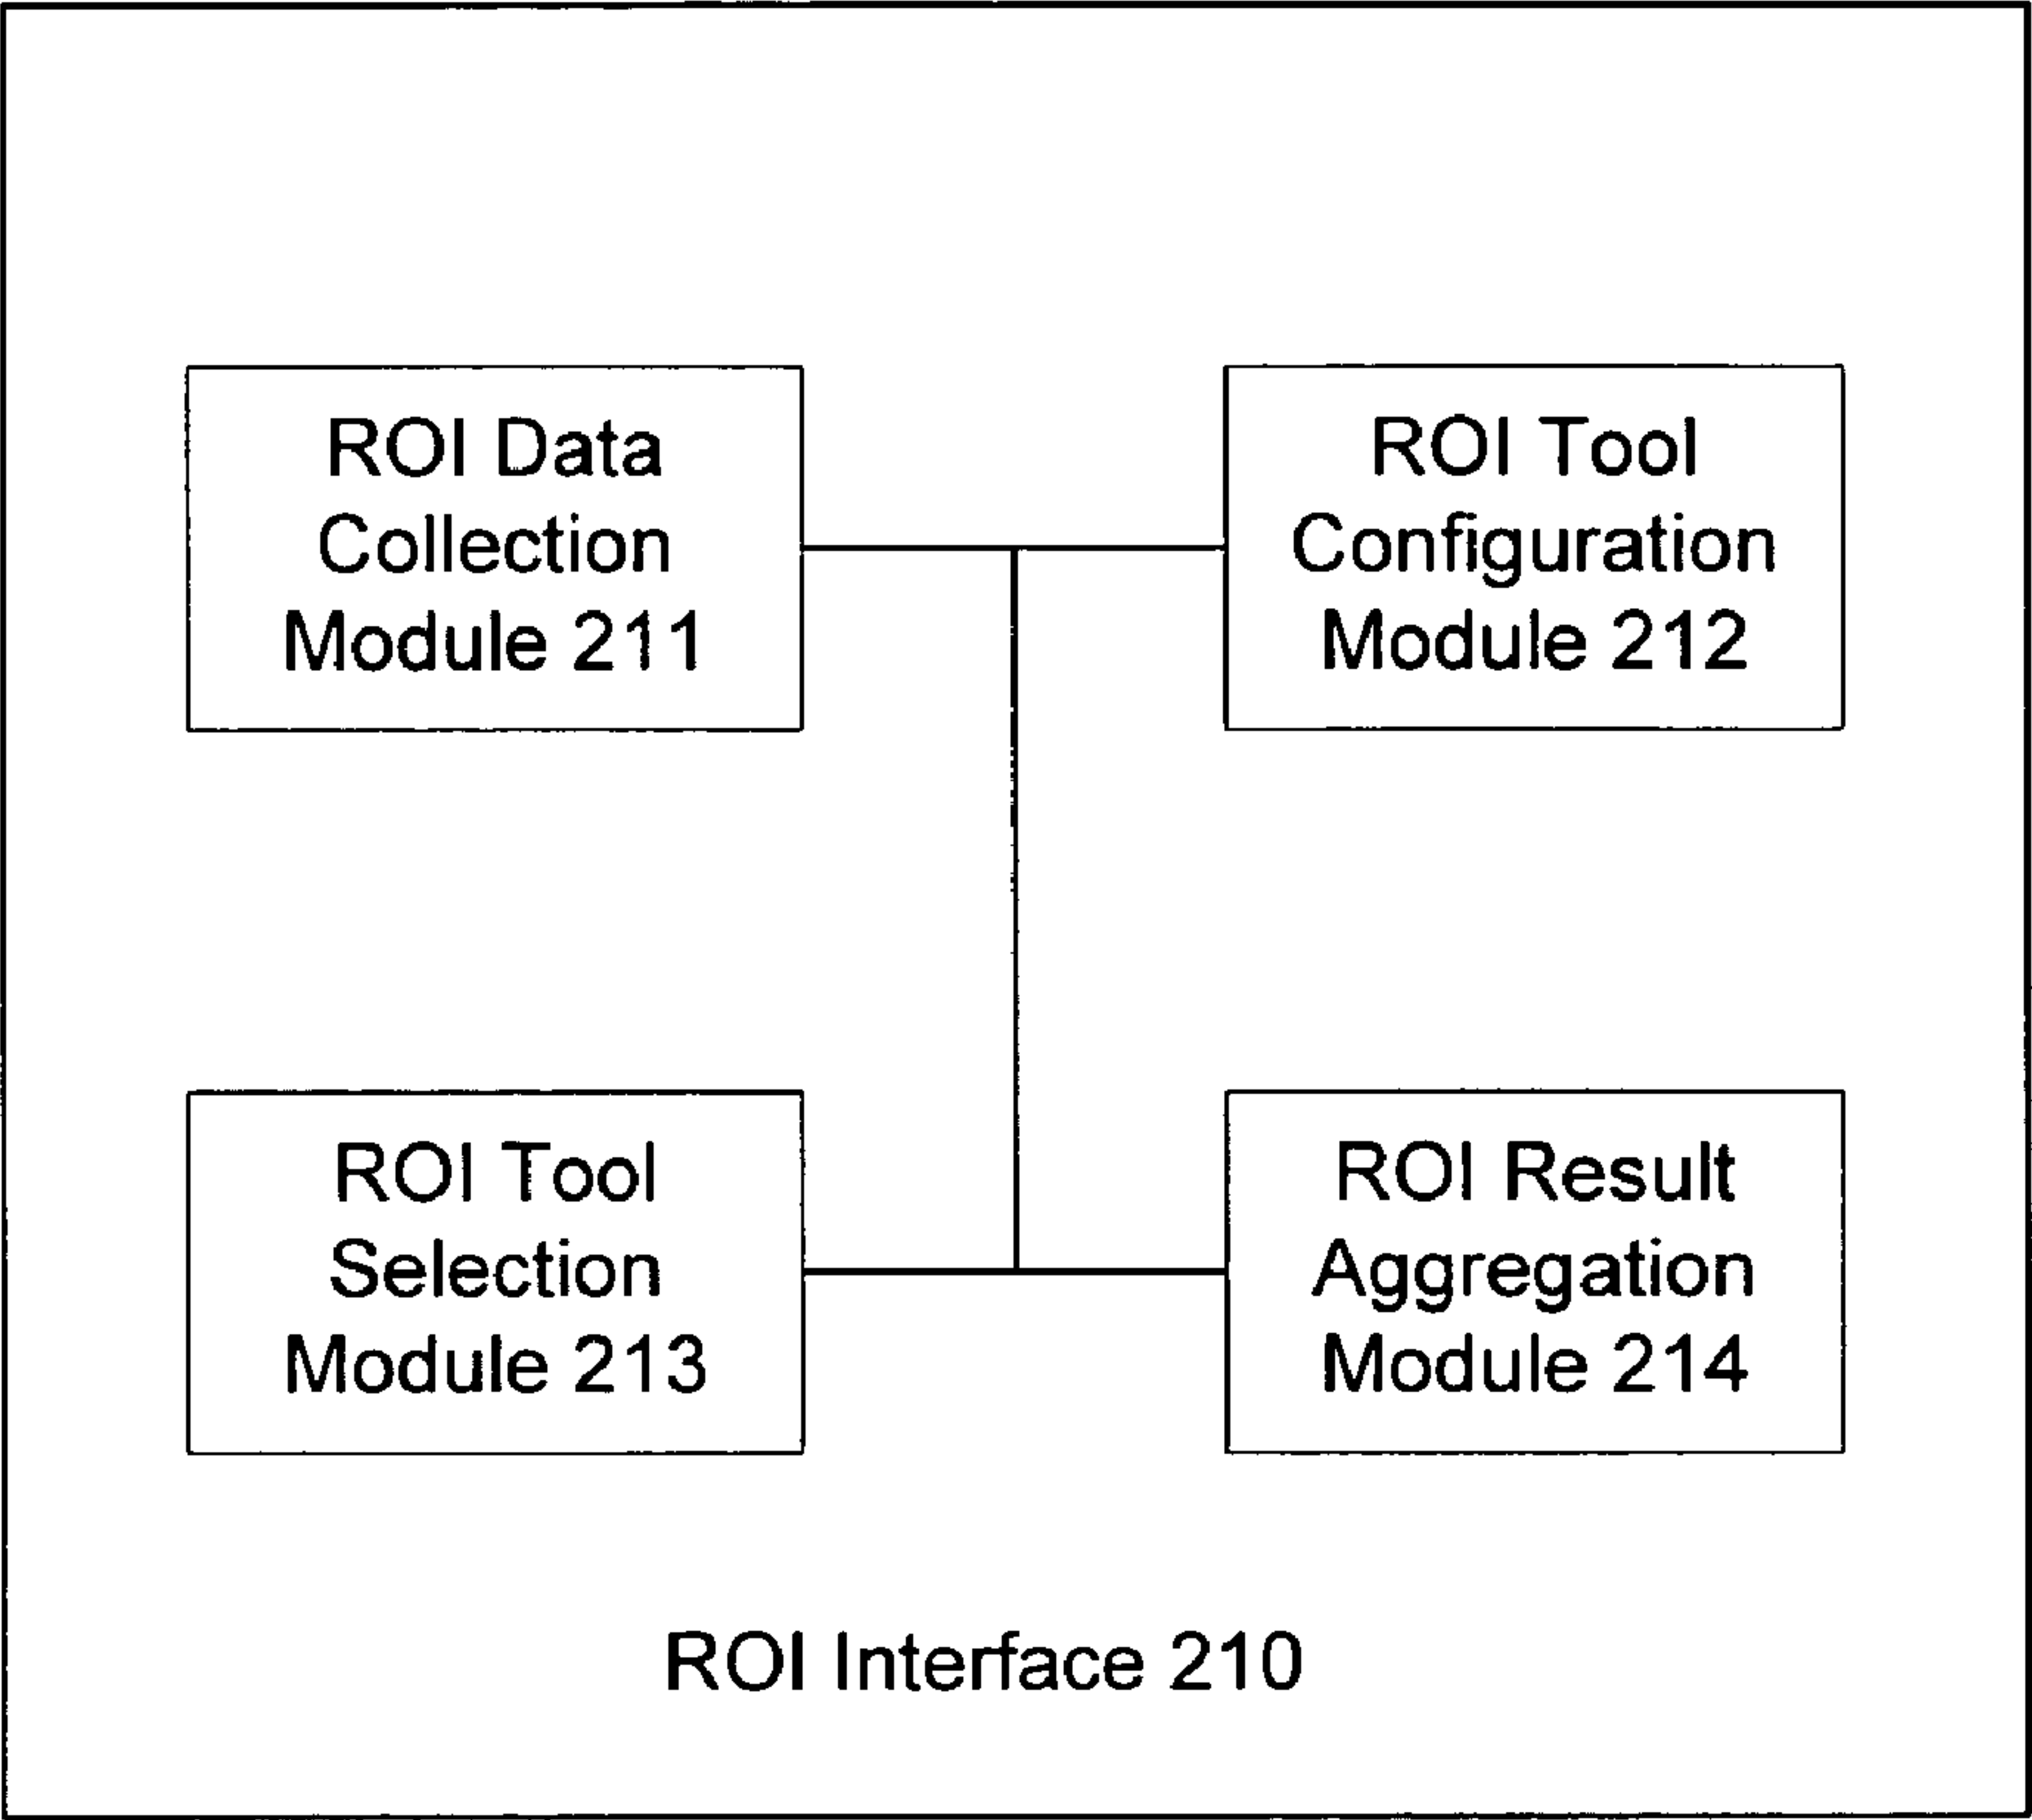 ROI Data
Collection
Module 211
ROI Tool
Configuration
Module 212
ROI Tool
Selection
Module 213
ROI Result
Aggregation
Module 214
ROI Interface 210